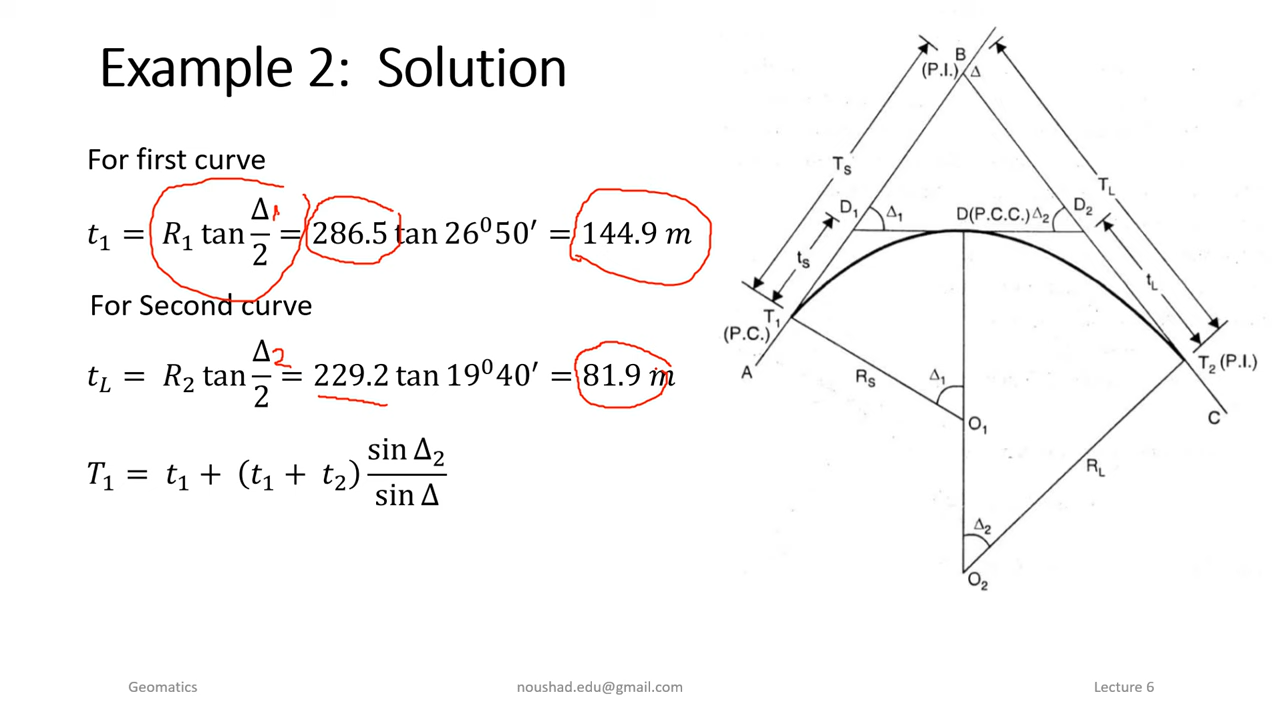 Example 2: Solution
For first curve
t₁ = R₁ tan Δ1/2 = 286.5 tan 26⁰50′ = 144.9 m
For Second curve
t_L = R₂ tan Δ2/2 = 229.2 tan 19⁰40′ = 81.9 m
T₁ = t₁ + (t₁ + t₂) sin Δ₂/sin Δ
B
(P.I.) Δ
T_S
T_L
D₁ Δ₁ D(P.C.C.) Δ₂ D₂
t_S
t_L
T₁
(P.C.)
A
T₂ (P.I.)
C
R_S
Δ₁
O₁
R_L
Δ₂
O₂
Geomatics
noushad.edu@gmail.com
Lecture 6